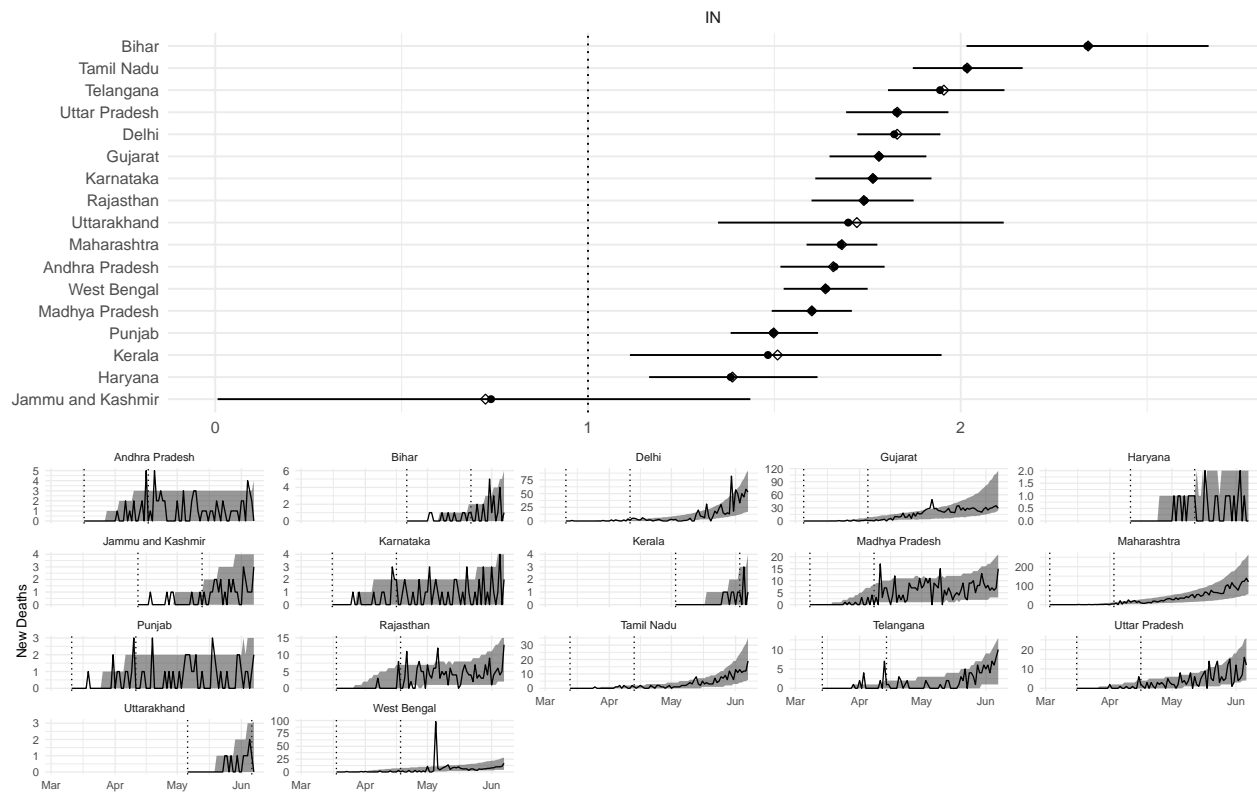 IN
Bihar
Tamil Nadu
Telangana
Uttar Pradesh
Delhi
Gujarat
Karnataka
Rajasthan
Uttarakhand
Maharashtra
Andhra Pradesh
West Bengal
Madhya Pradesh
Punjab
Kerala
Haryana
Jammu and Kashmir
0 1 2
New Deaths
Andhra Pradesh Bihar Delhi Gujarat Haryana
5 4 3 2 1 0
6 4 2 0
75 50 25 0
120 90 60 30 0
2.0 1.5 1.0 0.5 0.0
Jammu and Kashmir Karnataka Kerala Madhya Pradesh Maharashtra
4 3 2 1 0
4 3 2 1 0
4 3 2 1 0
20 15 10 5 0
200 100 0
Punjab Rajasthan Tamil Nadu Telangana Uttar Pradesh
3 2 1 0
15 10 5 0
30 20 10 0
10 5 0
20 10 0
Mar Apr May Jun Mar Apr May Jun Mar Apr May Jun
Uttarakhand West Bengal
3 2 1 0
100 75 50 25 0
Mar Apr May Jun Mar Apr May Jun